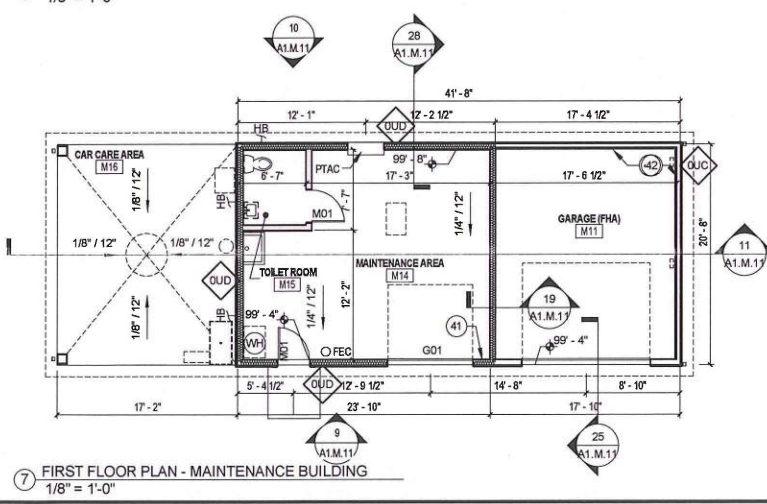 1/8" = 1'-0"
10
A1.M.11
28
A1.M.11
41' - 8"
12' - 1"
12' - 2 1/2"
17' - 4 1/2"
0UD
HB
CAR CARE AREA
M16
PTAC
99' - 8"
42
0UC
6' - 7"
17' - 3"
17' - 6 1/2"
HB
1/8" / 12"
7' - 7"
M01
1/4" / 12"
GARAGE (FHA)
M11
20' - 8"
11
A1.M.11
1/8" / 12"
1/8" / 12"
TOILET ROOM
M15
MAINTENANCE AREA
M14
0UD
12' - 2"
19
A1.M.11
1/8" / 12"
HB
99' - 4"
1/4" / 12"
41
99' - 4"
WH
M01
FEC
G01
5' - 4 1/2"
0UD
12' - 9 1/2"
14' - 8"
8' - 10"
17' - 2"
23' - 10"
17' - 10"
9
A1.M.11
25
A1.M.11
7
FIRST FLOOR PLAN - MAINTENANCE BUILDING
1/8" = 1'-0"